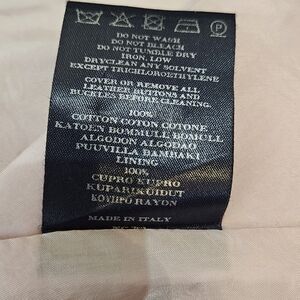 P
DO NOT WASH
DO NOT BLEACH
DO NOT TUMBLE DRY
IRON, LOW
DRYCLEAN ANY SOLVENT
EXCEPT TRICHLOROETHYLENE
COVER OR REMOVE ALL
LEATHER BUTTONS AND
BUCKLES BEFORE CLEANING.
100%
COTTON COTON COTONE
KATOEN BOMMULL BOMULL
ALGODON ALGODAO
PUUVILLA BAMBAKI
LINING
100%
CUPRO KUPRO
KUPARIKUIDUT
ΚΟΤΙΠΡΟ RAYON
MADE IN ITALY